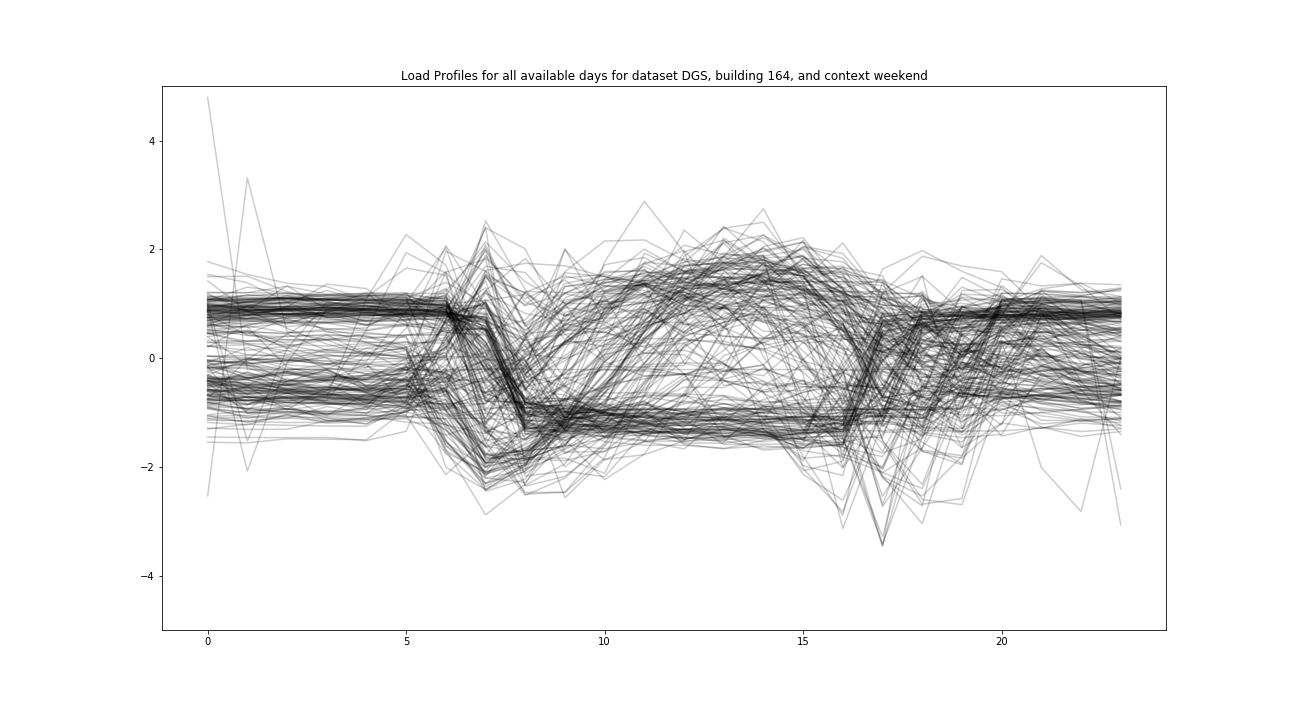 Load Profiles for all available days for dataset DGS, building 164, and context weekend
4
2
0
−2
−4
0 5 10 15 20